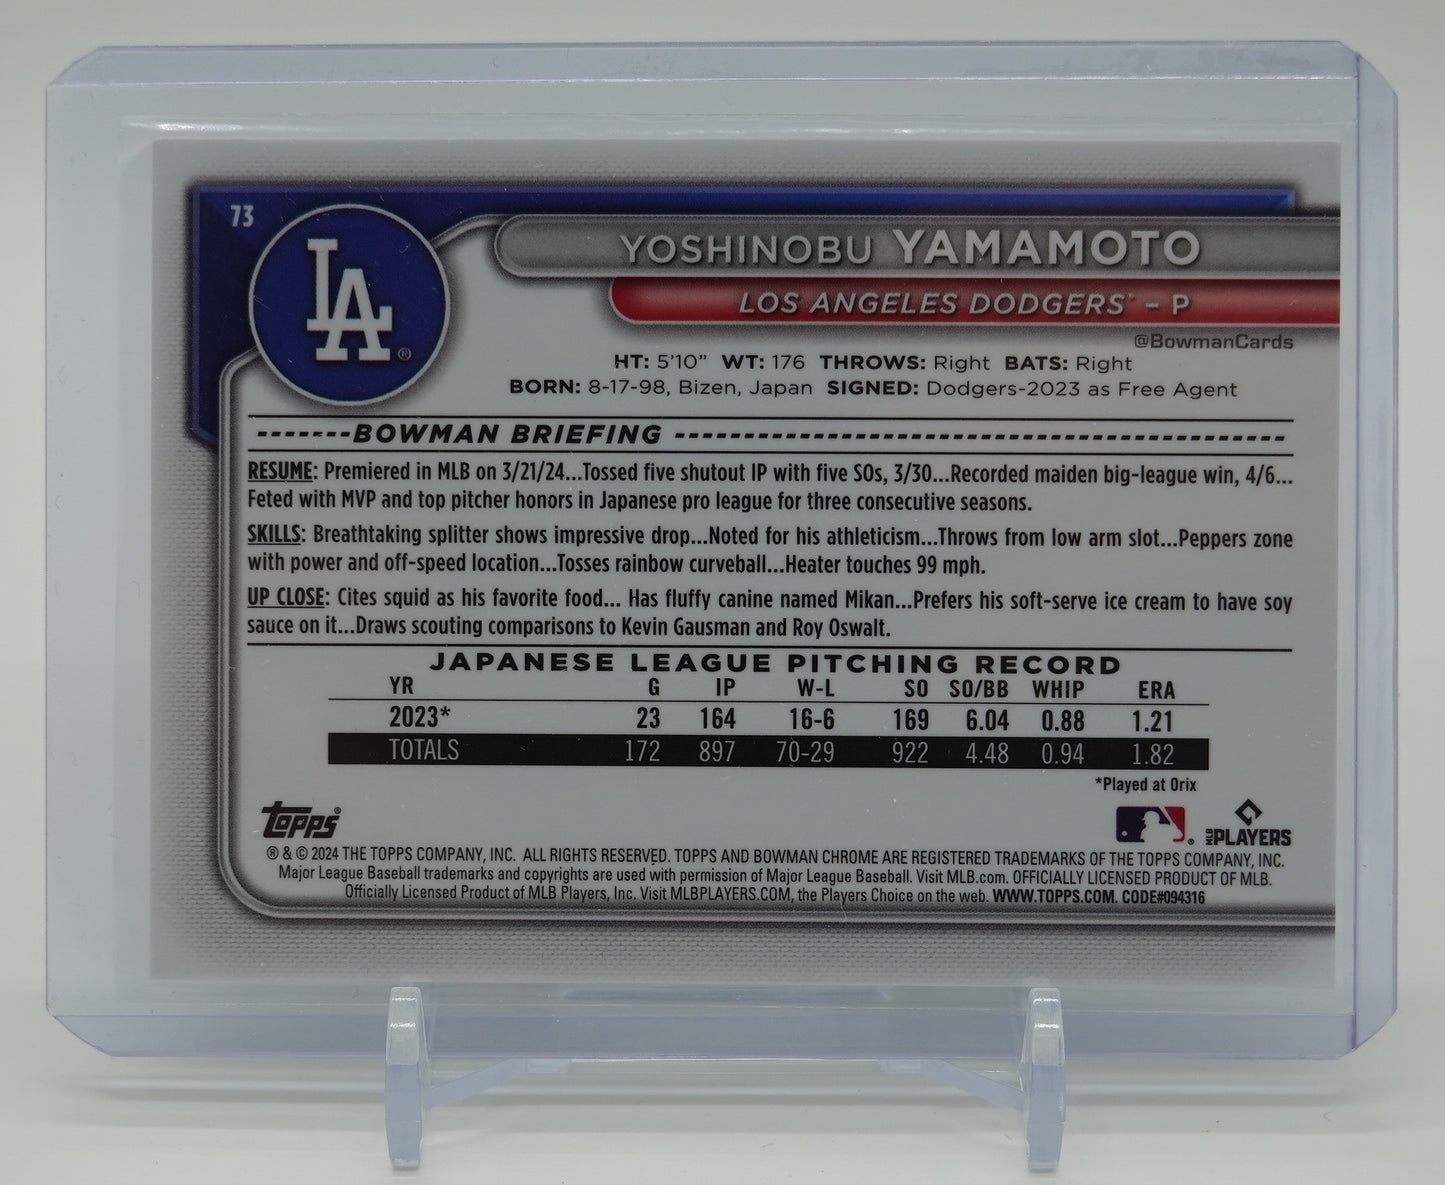 73
LA®
YOSHINOBU YAMAMOTO
LOS ANGELES DODGERS® – P
@BowmanCards
HT: 5'10" WT: 176 THROWS: Right BATS: Right
BORN: 8-17-98, Bizen, Japan SIGNED: Dodgers-2023 as Free Agent
BOWMAN BRIEFING
RESUME: Premiered in MLB on 3/21/24...Tossed five shutout IP with five SOs, 3/30...Recorded maiden big-league win, 4/6...
Feted with MVP and top pitcher honors in Japanese pro league for three consecutive seasons.
SKILLS: Breathtaking splitter shows impressive drop...Noted for his athleticism...Throws from low arm slot...Peppers zone
with power and off-speed location...Tosses rainbow curveball...Heater touches 99 mph.
UP CLOSE: Cites squid as his favorite food... Has fluffy canine named Mikan...Prefers his soft-serve ice cream to have soy
sauce on it...Draws scouting comparisons to Kevin Gausman and Roy Oswalt.
JAPANESE LEAGUE PITCHING RECORD
YR G IP W-L SO SO/BB WHIP ERA
2023* 23 164 16-6 169 6.04 0.88 1.21
TOTALS 172 897 70-29 922 4.48 0.94 1.82
*Played at Orix
Topps®
MLB PLAYERS
® & © 2024 THE TOPPS COMPANY, INC. ALL RIGHTS RESERVED. TOPPS AND BOWMAN CHROME ARE REGISTERED TRADEMARKS OF THE TOPPS COMPANY, INC.
Major League Baseball trademarks and copyrights are used with permission of Major League Baseball. Visit MLB.com. OFFICIALLY LICENSED PRODUCT OF MLB.
Officially Licensed Product of MLB Players, Inc. Visit MLBPLAYERS.COM, the Players Choice on the web. WWW.TOPPS.COM. CODE#094316